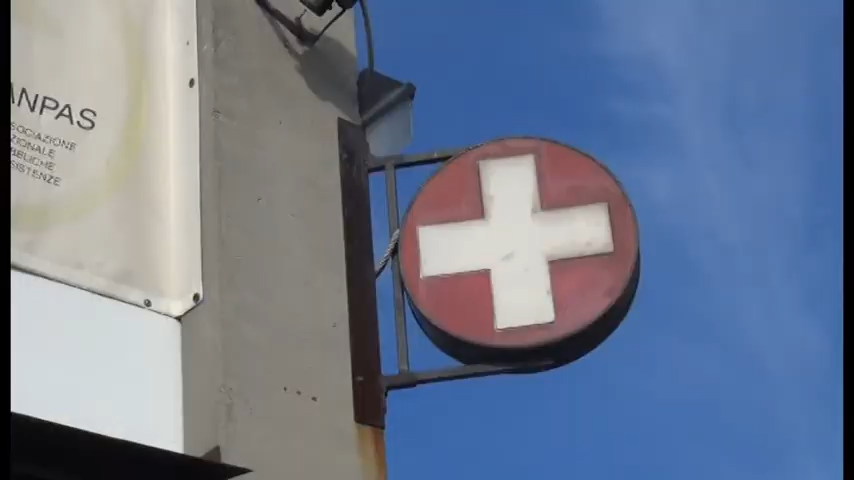 ANPAS
SOCIAZIONE
ZIONALE
BBLICHE
SISTENZE